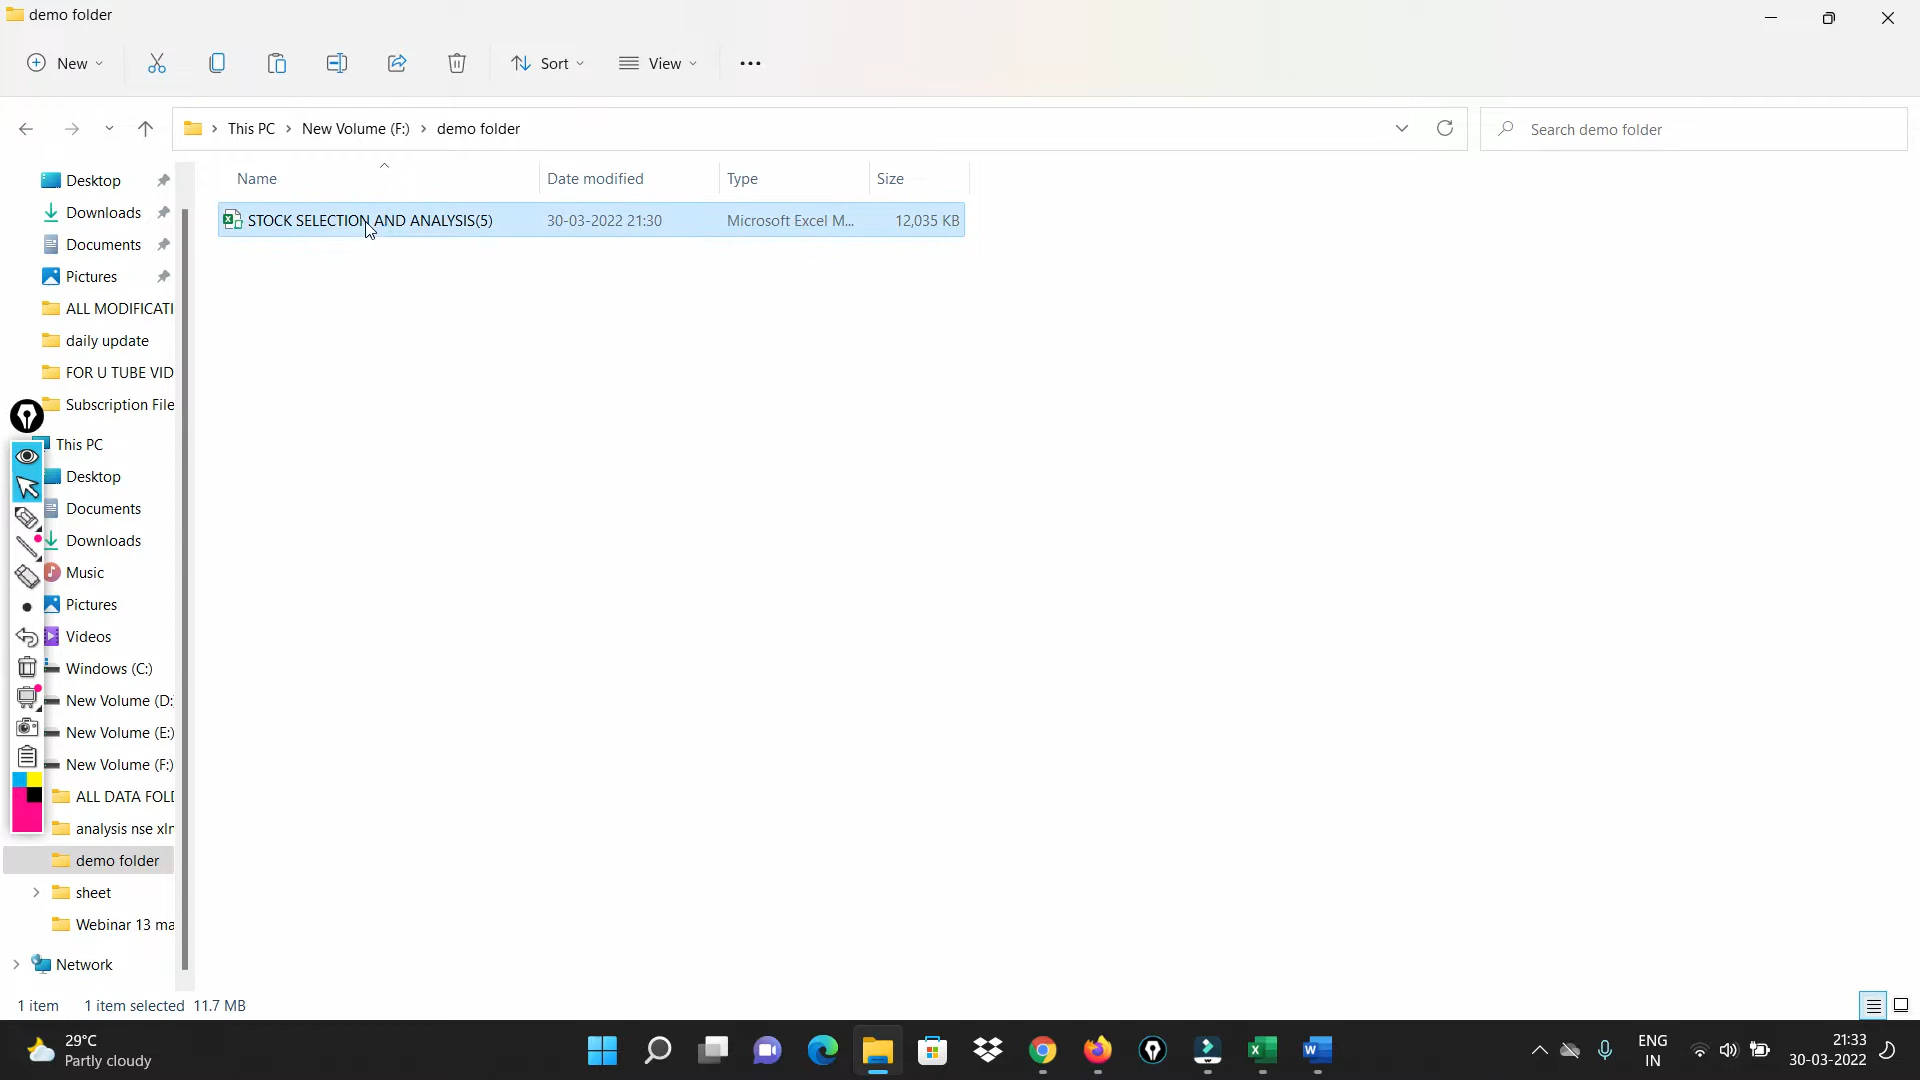 demo folder
New
Sort
View
This PC
New Volume (F:)
demo folder
Search demo folder
Name
Date modified
Type
Size
STOCK SELECTION AND ANALYSIS(5)
30-03-2022 21:30
Microsoft Excel M...
12,035 KB
Desktop
Downloads
Documents
Pictures
ALL MODIFICATI
daily update
FOR U TUBE VID
Subscription File
This PC
Desktop
Documents
Downloads
Music
Pictures
Videos
Windows (C:)
New Volume (D:
New Volume (E:)
New Volume (F:)
ALL DATA FOLD
analysis nse xln
demo folder
sheet
Webinar 13 ma
Network
1 item
1 item selected
11.7 MB
29°C
Partly cloudy
ENG
IN
21:33
30-03-2022